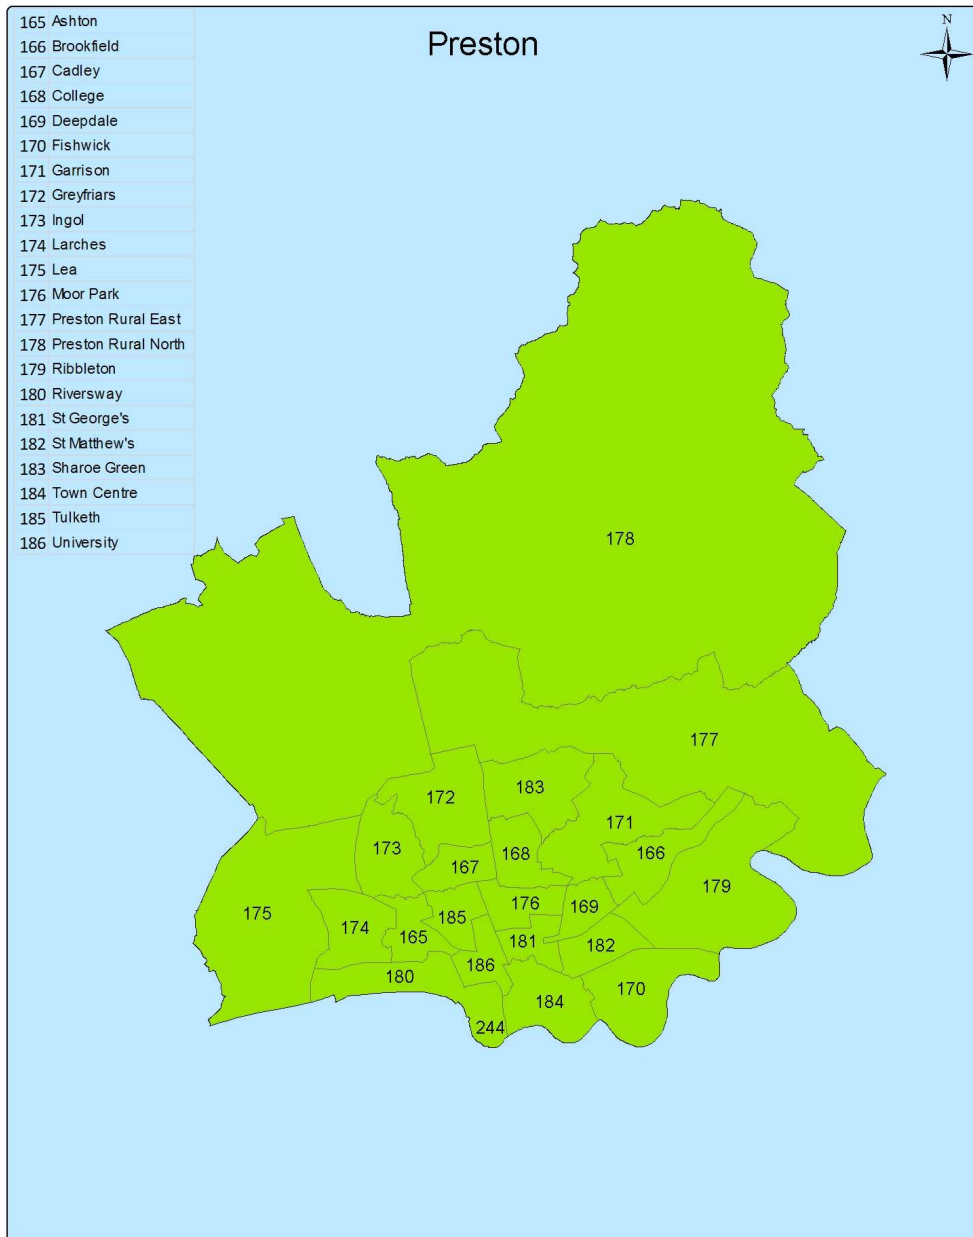 Preston
N
165 Ashton
166 Brookfield
167 Cadley
168 College
169 Deepdale
170 Fishwick
171 Garrison
172 Greyfriars
173 Ingol
174 Larches
175 Lea
176 Moor Park
177 Preston Rural East
178 Preston Rural North
179 Ribbleton
180 Riversway
181 St George's
182 St Matthew's
183 Sharoe Green
184 Town Centre
185 Tulketh
186 University
178
177
183
172
171
173
168
166
167
179
175
176
169
185
174
165
181
182
186
180
170
184
244